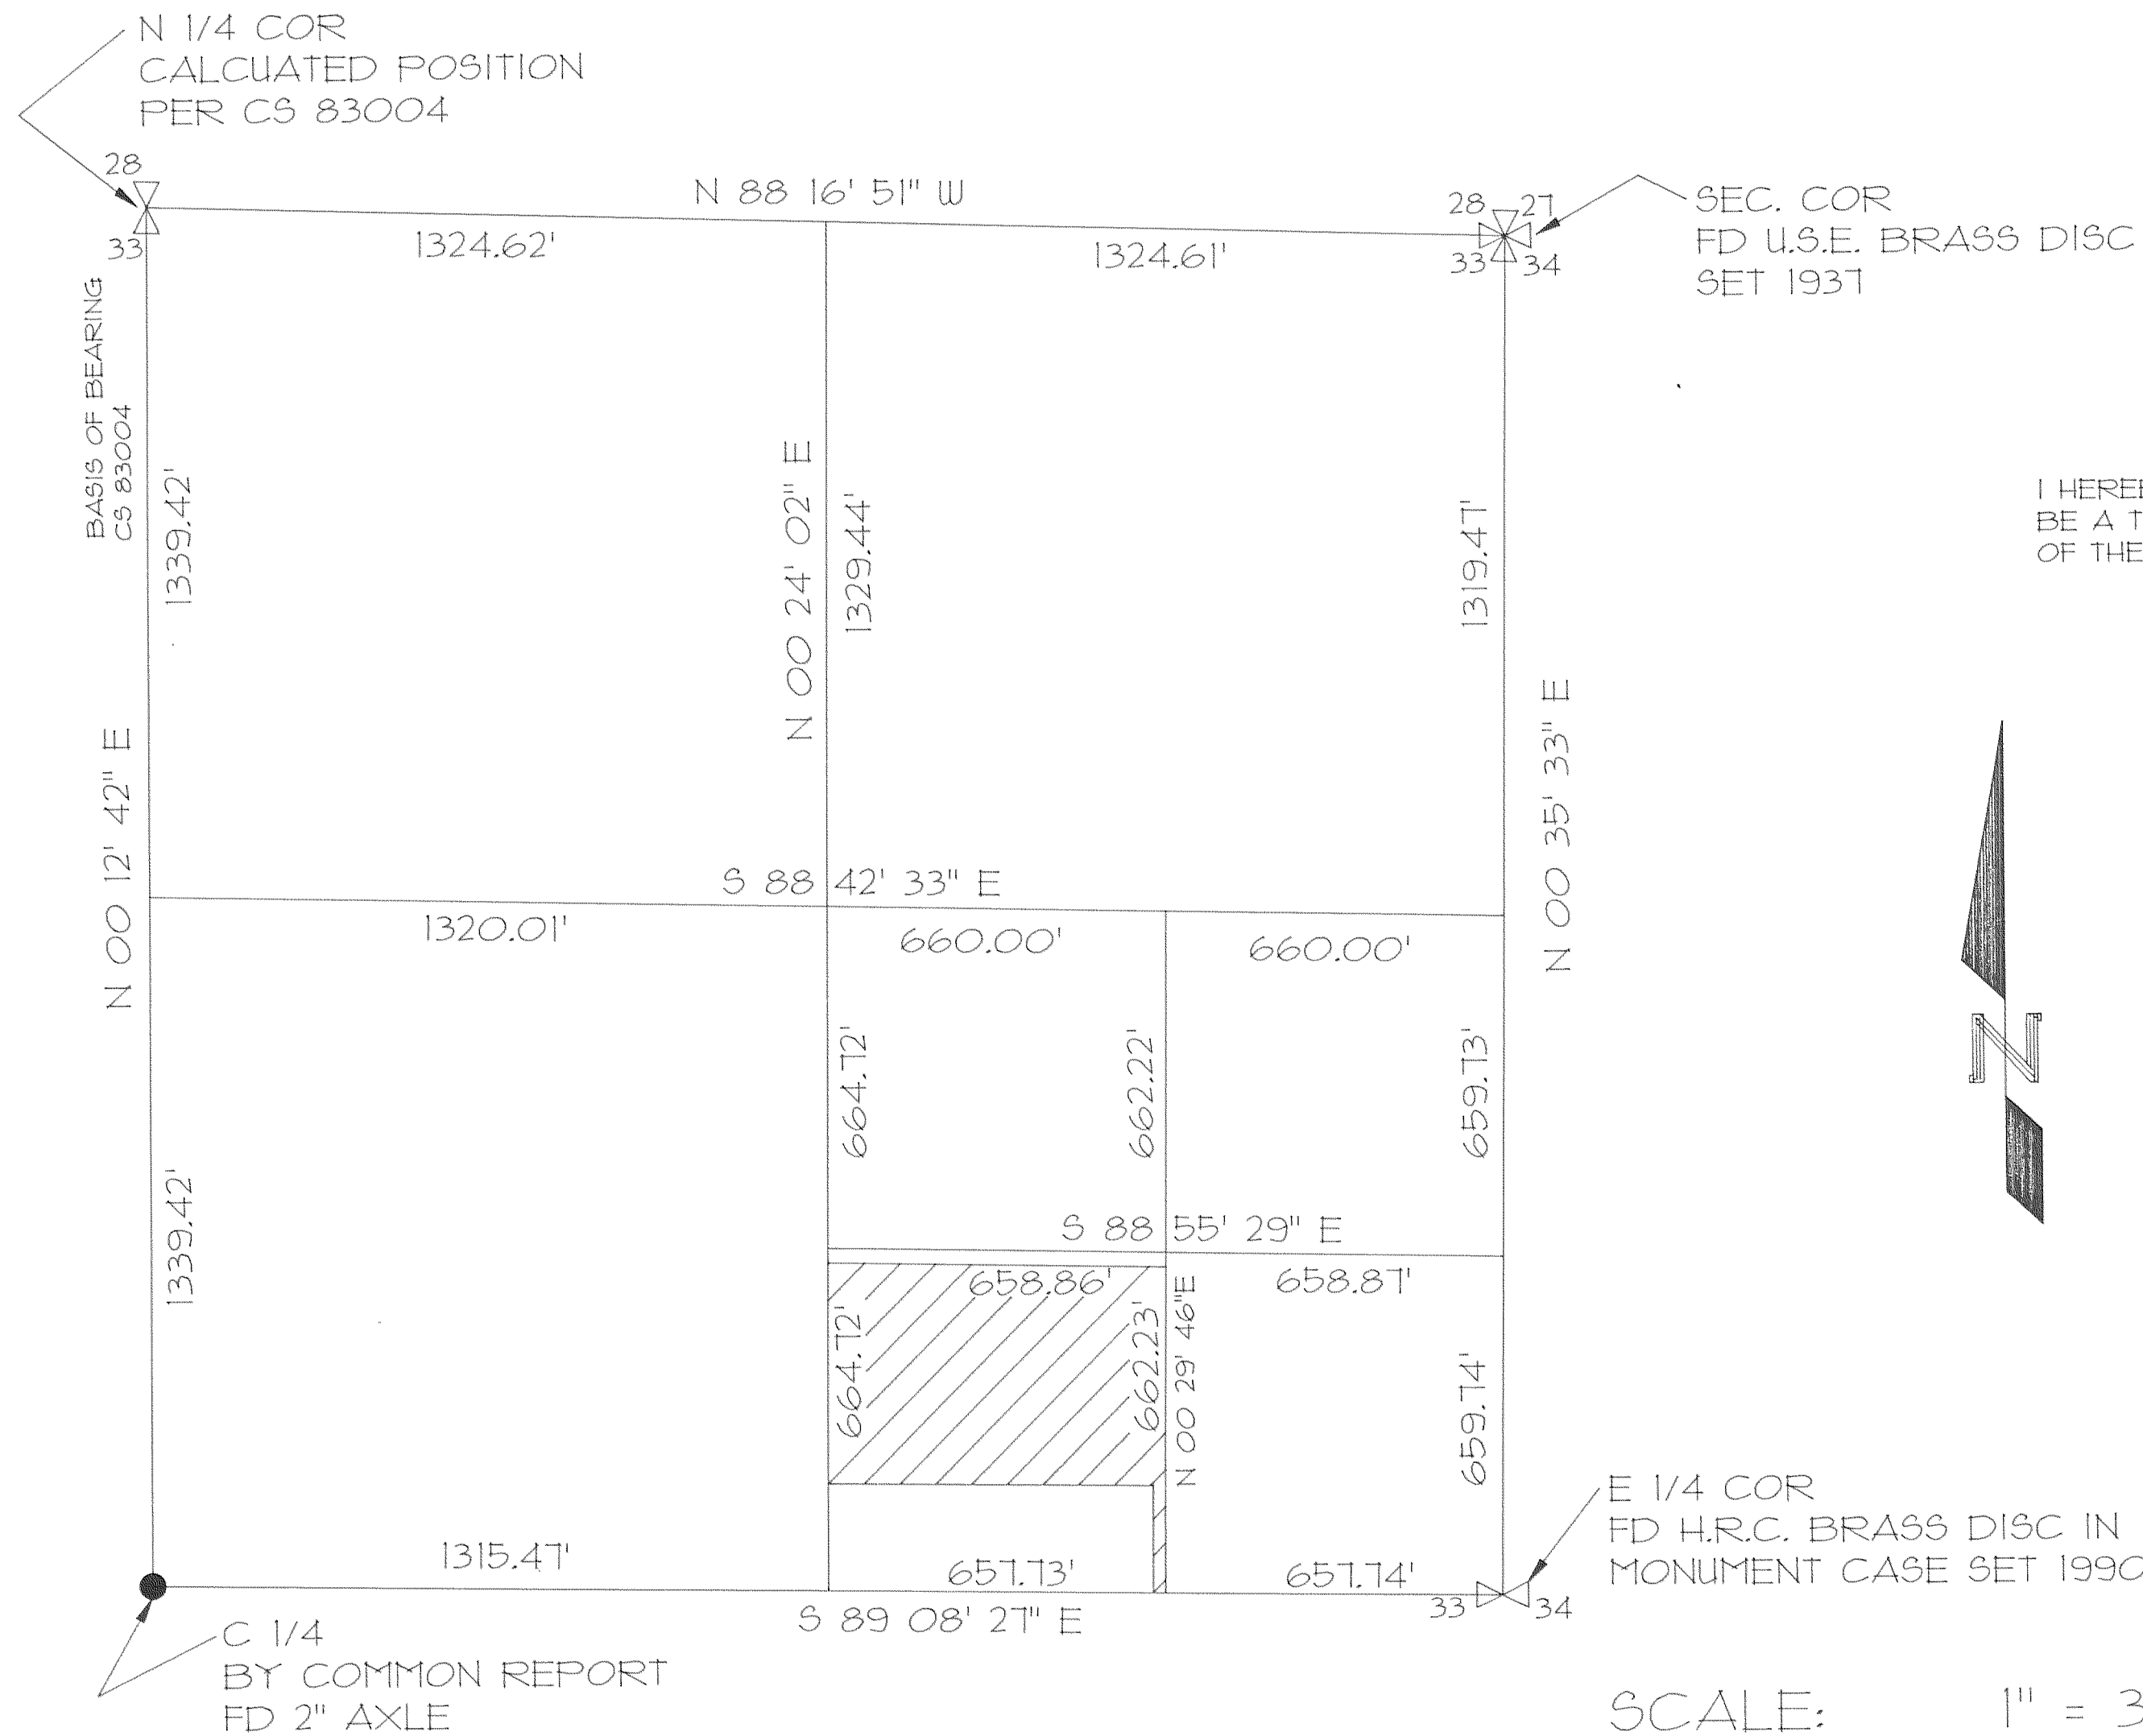 N 1/4 COR
CALCUATED POSITION
PER CS 83004
28
33
N 88 16' 51" W
1324.62'
1324.61'
28 27
33 34
SEC. COR
FD U.S.E. BRASS DISC
SET 1937
BASIS OF BEARING
CS 83004
1339.42'
N 00 24' 02" E
1329.44'
1319.47'
I HEREB
BE A T
OF THE
N 00 12' 42" E
N 00 35' 33" E
S 88 42' 33" E
1320.01'
660.00'
660.00'
664.72'
662.22'
659.73'
N
1339.42'
S 88 55' 29" E
658.86'
658.87'
664.72'
662.23'
N 00 29' 46"E
659.74'
E 1/4 COR
FD H.R.C. BRASS DISC IN
MONUMENT CASE SET 1990
1315.47'
657.73'
657.74'
33 34
S 89 08' 27" E
C 1/4
BY COMMON REPORT
FD 2" AXLE
SCALE: 1" = 3